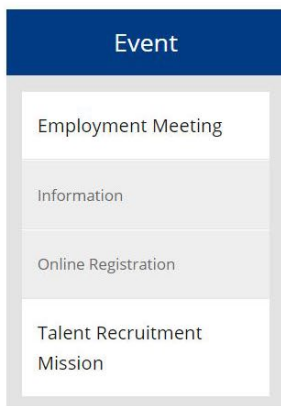 Event
Employment Meeting
Information
Online Registration
Talent Recruitment
Mission